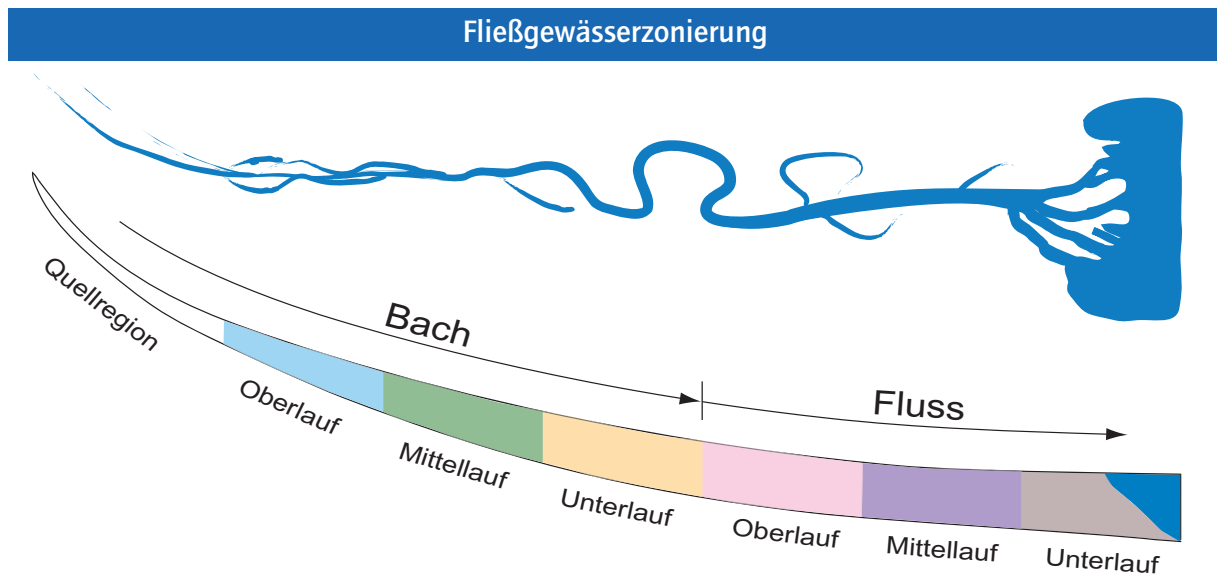 Fließgewässerzonierung
Quellregion
Bach
Oberlauf
Mittellauf
Unterlauf
Fluss
Oberlauf
Mittellauf
Unterlauf